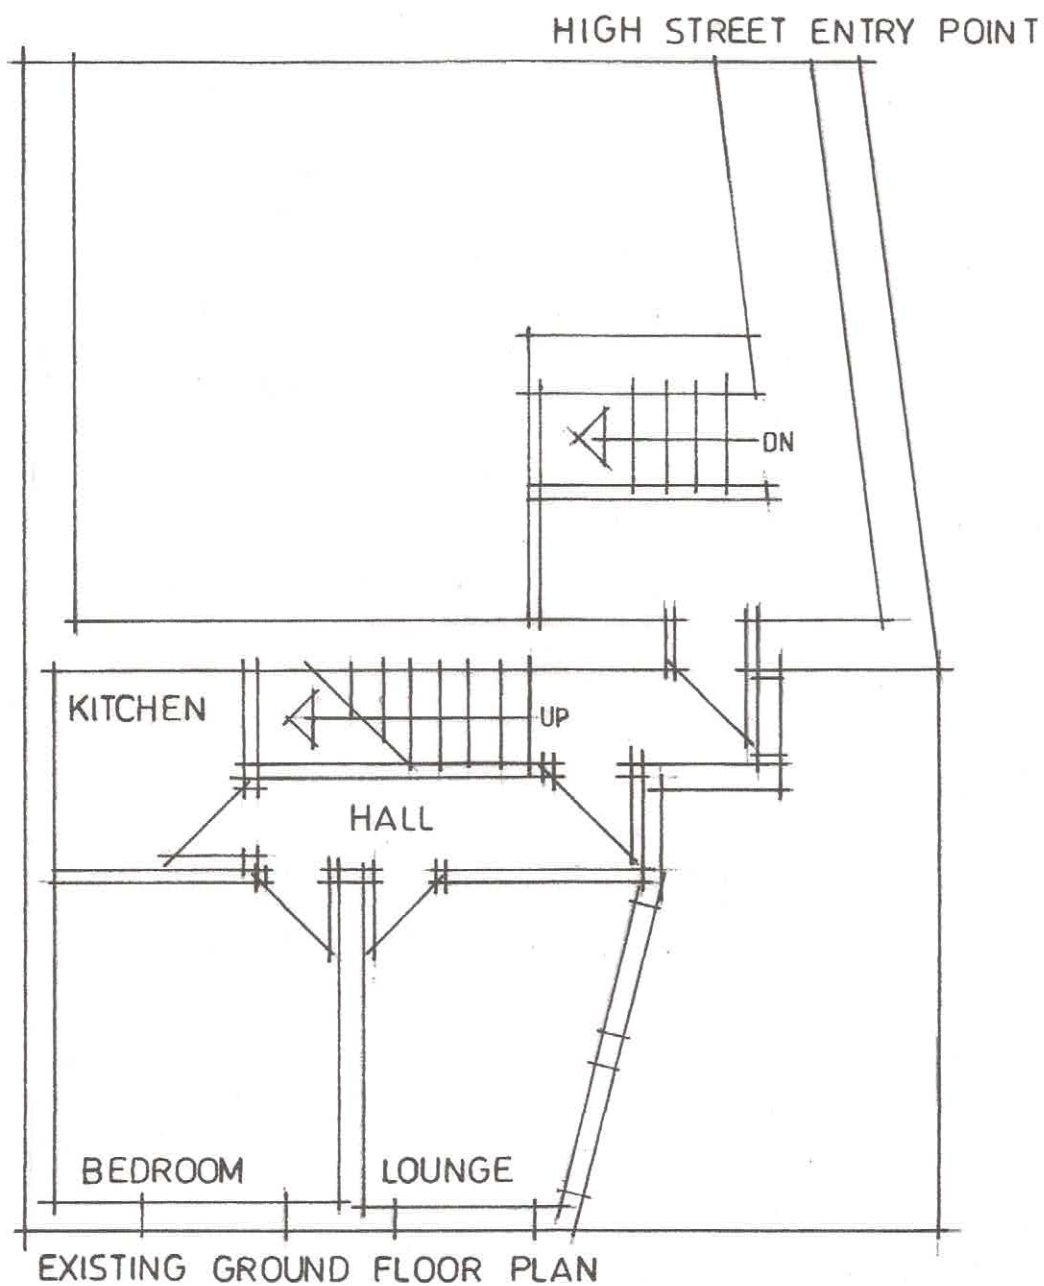 HIGH STREET ENTRY POINT
DN
KITCHEN
UP
HALL
BEDROOM
LOUNGE
EXISTING GROUND FLOOR PLAN